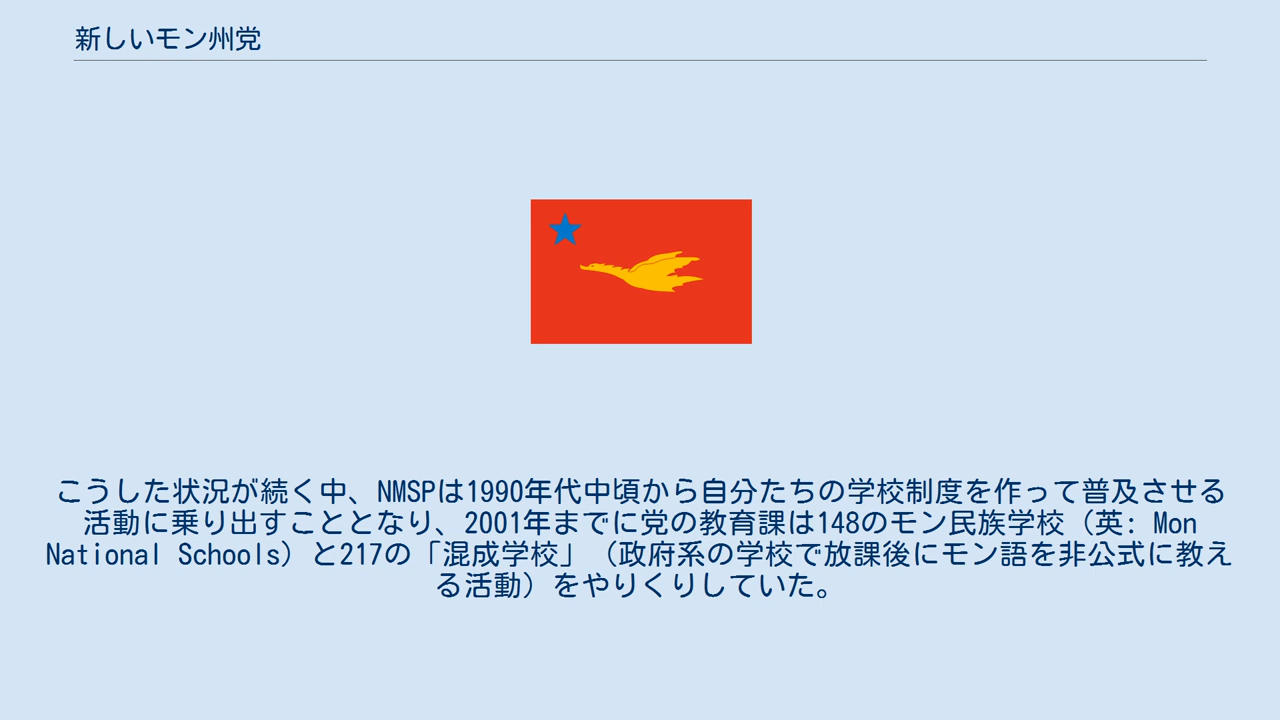 新しいモン州党
こうした状況が続く中、NMSPは1990年代中頃から自分たちの学校制度を作って普及させる
活動に乗り出すこととなり、2001年までに党の教育課は148のモン民族学校（英: Mon
National Schools）と217の「混成学校」（政府系の学校で放課後にモン語を非公式に教え
る活動）をやりくりしていた。